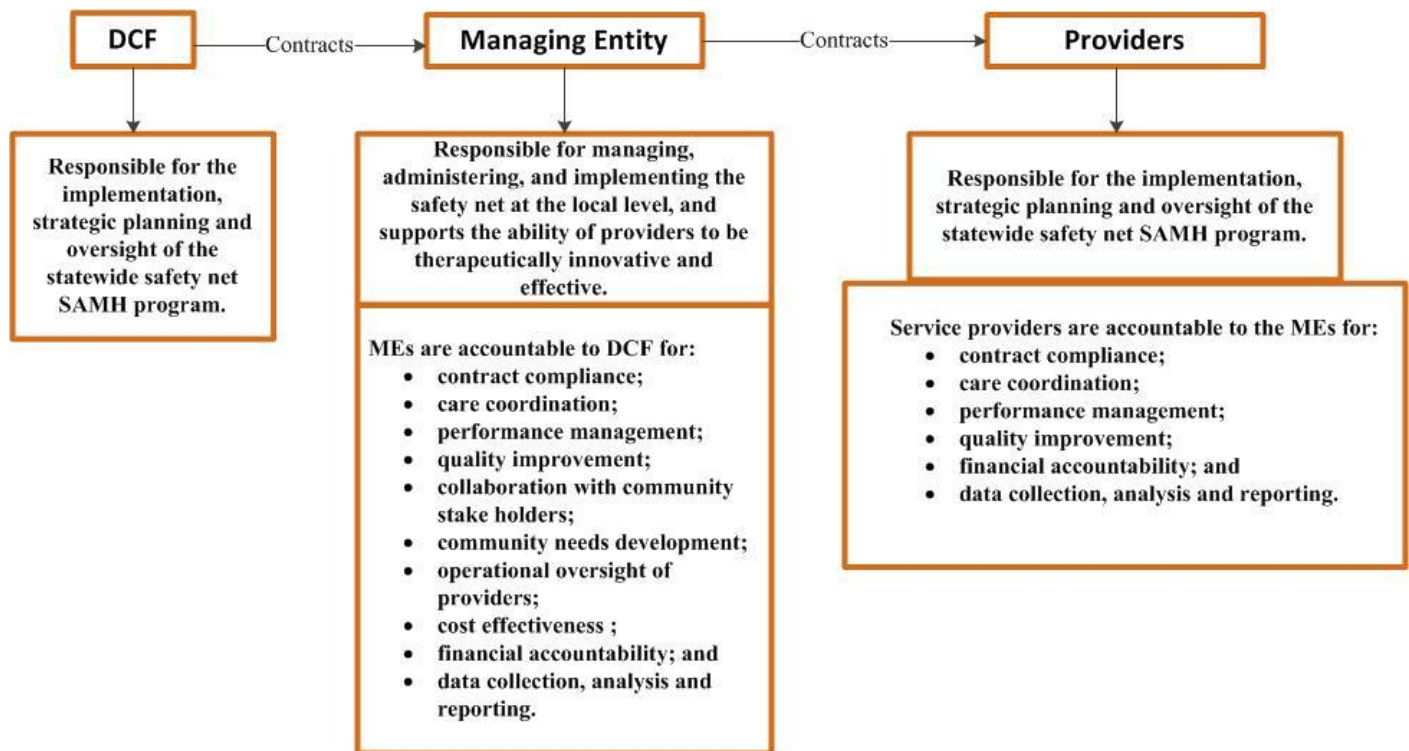 DCF
Contracts
Managing Entity
Contracts
Providers
Responsible for the
implementation,
strategic planning and
oversight of the
statewide safety net
SAMH program.
Responsible for managing,
administering, and implementing the
safety net at the local level, and
supports the ability of providers to be
therapeutically innovative and
effective.
MEs are accountable to DCF for:
• contract compliance;
• care coordination;
• performance management;
• quality improvement;
• collaboration with community
stake holders;
• community needs development;
• operational oversight of
providers;
• cost effectiveness ;
• financial accountability; and
• data collection, analysis and
reporting.
Responsible for the implementation,
strategic planning and oversight of the
statewide safety net SAMH program.
Service providers are accountable to the MEs for:
• contract compliance;
• care coordination;
• performance management;
• quality improvement;
• financial accountability; and
• data collection, analysis and reporting.